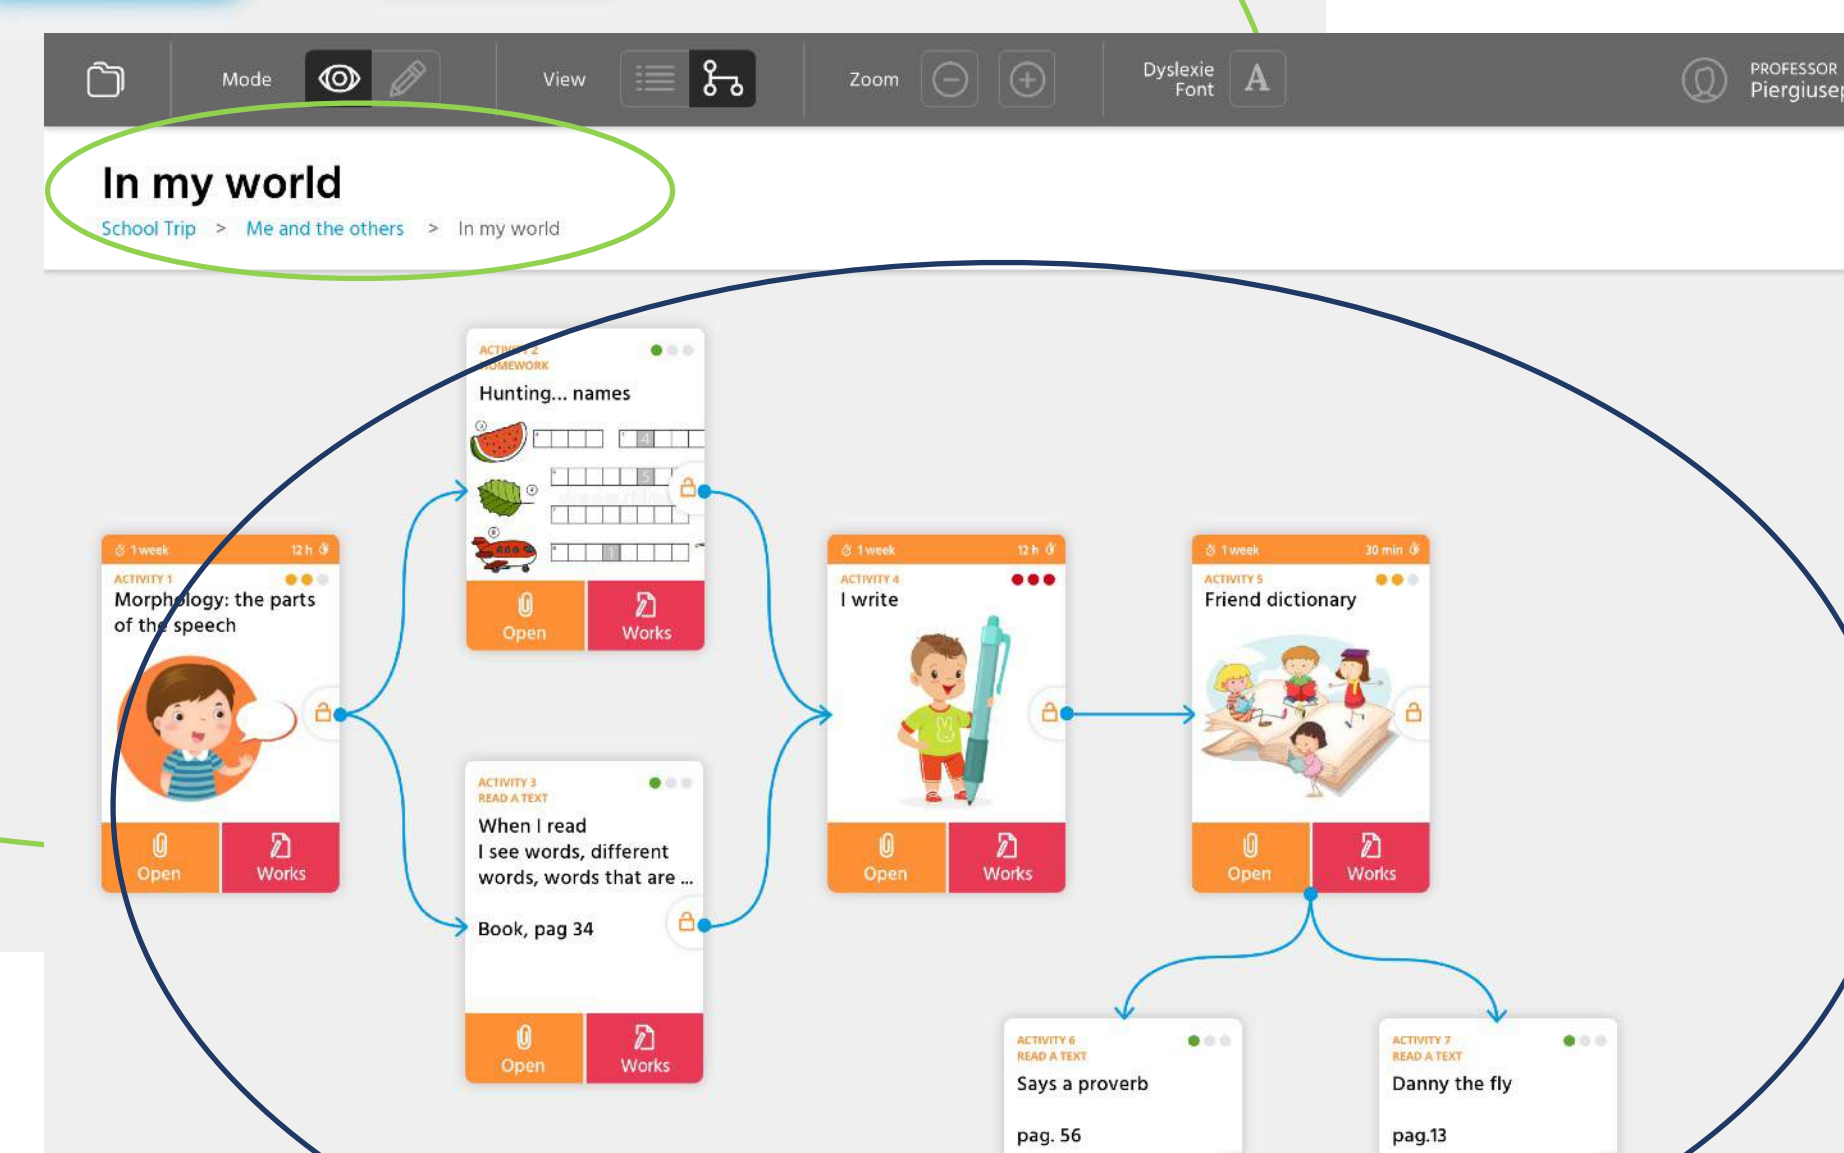 Mode
View
Zoom
Dyslexie
Font
A
PROFESSOR
In my world
School Trip > Me and the others > In my world
ACTIVITY 2
HOMEWORK
Hunting... names
4
5
1
Open
Works
1 week
12 h
ACTIVITY 1
Morphology: the parts
of the speech
Open
Works
ACTIVITY 3
READ A TEXT
When I read
I see words, different
words, words that are ...
Book, pag 34
Open
Works
1 week
12 h
ACTIVITY 4
I write
Open
Works
1 week
30 min
ACTIVITY 5
Friend dictionary
Open
Works
ACTIVITY 6
READ A TEXT
Says a proverb
pag. 56
ACTIVITY 7
READ A TEXT
Danny the fly
pag.13